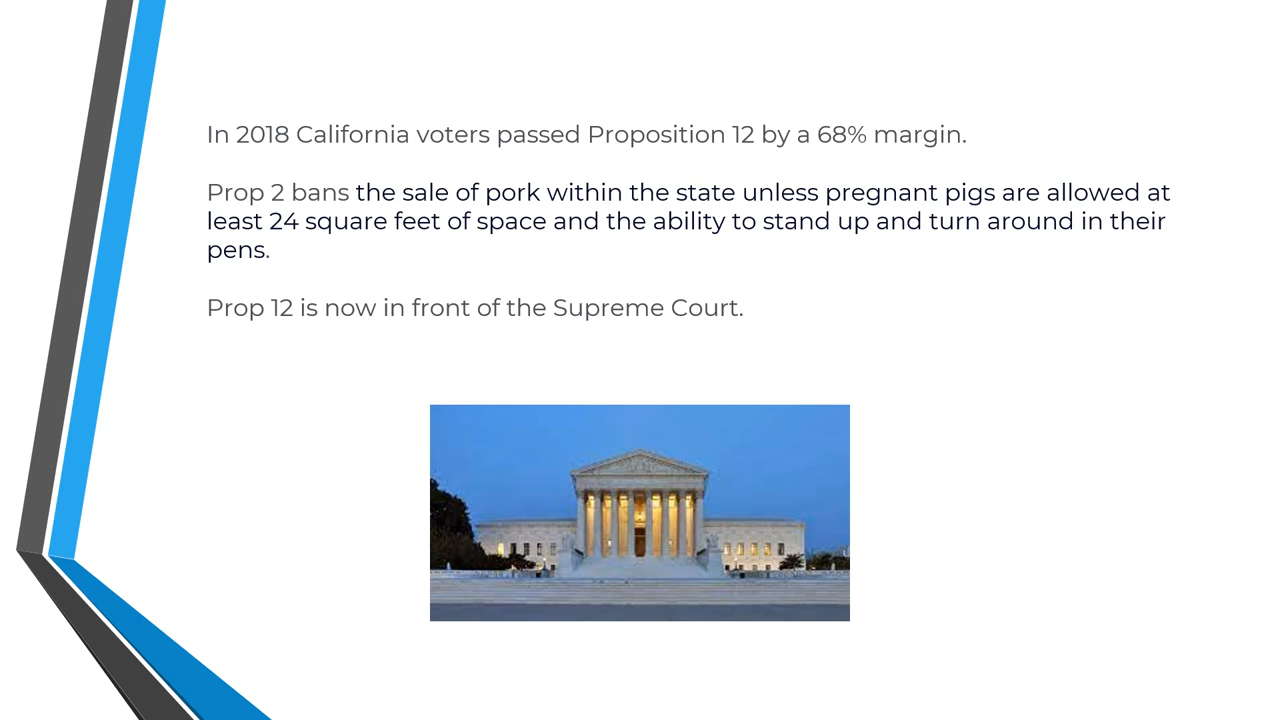 In 2018 California voters passed Proposition 12 by a 68% margin.
Prop 2 bans the sale of pork within the state unless pregnant pigs are allowed at
least 24 square feet of space and the ability to stand up and turn around in their
pens.
Prop 12 is now in front of the Supreme Court.